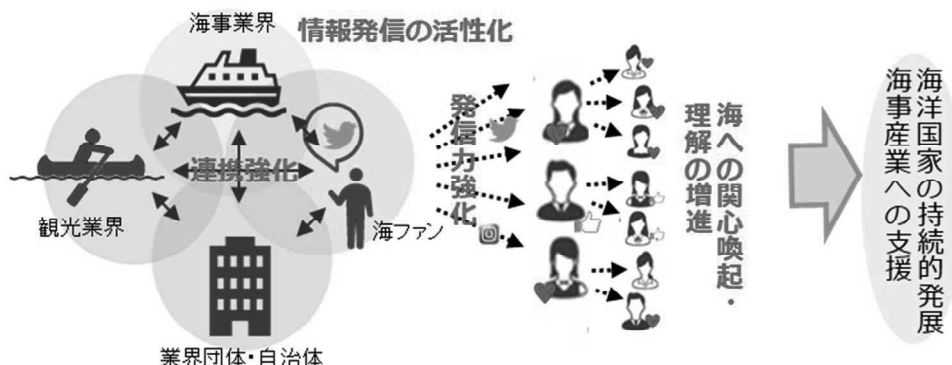 海事業界
情報発信の活性化
連携強化
観光業界
海ファン
業界団体・自治体
発信力強化
海への関心喚起・
理解の増進
海洋国家の持続的発展
海事産業への支援